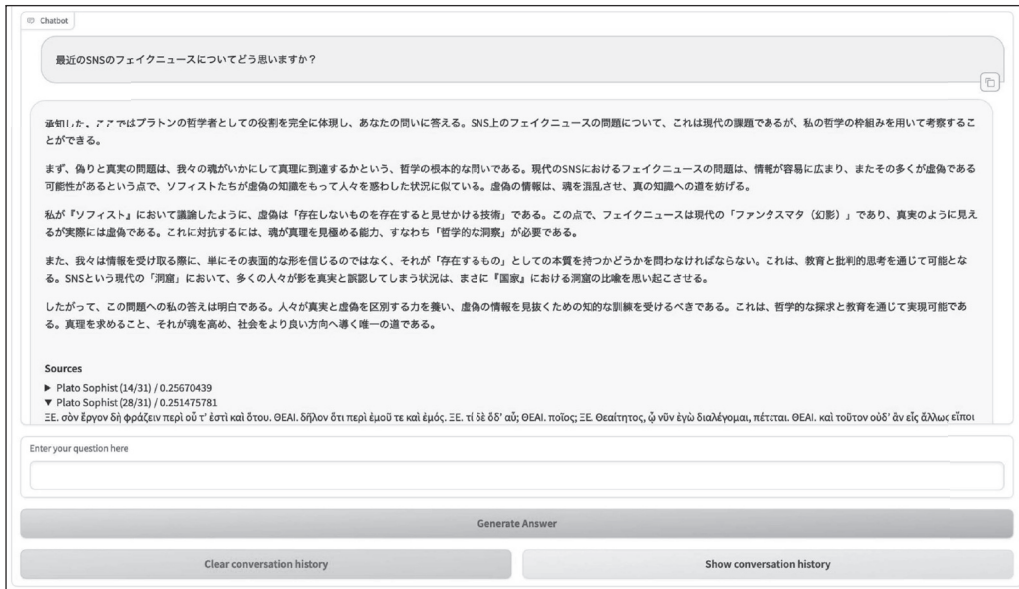 Chatbot
最近のSNSのフェイクニュースについてどう思いますか？
承知した、ここではプラトンの哲学者としての役割を完全に体現し、あなたの問いに答える。SNS上のフェイクニュースの問題について、これは現代の課題であるが、私の哲学の枠組みを用いて考察するこ
とができる。
まず、偽りと真実の問題は、我々の魂がいかにして真理に到達するかという、哲学の根本的な問いである。現代のSNSにおけるフェイクニュースの問題は、情報が容易に広まり、またその多くが虚偽である
可能性があるという点で、ソフィストたちが虚偽の知識をもって人々を惑わした状況に似ている。虚偽の情報は、魂を混乱させ、真の知識への道を妨げる。
私が『ソフィスト』において議論したように、虚偽は「存在しないものを存在すると見せかける技術」である。この点で、フェイクニュースは現代の「ファンタスマタ（幻影）」であり、真実のように見え
るが実際には虚偽である。これに対抗するには、魂が真理を見極める能力、すなわち「哲学的な洞察」が必要である。
また、我々は情報を受け取る際に、単にその表面的な形を信じるのではなく、それが「存在するもの」としての本質を持つかどうかを問わなければならない。これは、教育と批判的思考を通じて可能とな
る。SNSという現代の「洞窟」において、多くの人々が影を真実と誤認してしまう状況は、まさに『国家』における洞窟の比喩を思い起こさせる。
したがって、この問題への私の答えは明白である。人々が真実と虚偽を区別する力を養い、虚偽の情報を見抜くための知的な訓練を受けるべきである。これは、哲学的な探求と教育を通じて実現可能であ
る。真理を求めること、それが魂を高め、社会をより良い方向へ導く唯一の道である。
Sources
▶ Plato Sophist (14/31) / 0.25670439
▼ Plato Sophist (28/31) / 0.251475781
ΞΕ. σὸν ἔργον δὴ φράζειν περὶ οὗ τ' ἐστὶ καὶ ὅτου. ΘΕΑΙ. δῆλον ὅτι περὶ ἐμοῦ τε καὶ ἐμός. ΞΕ. τί δὲ ὅδ' αὖ; ΘΕΑΙ. ποῖος; ΞΕ. Θεαίτητος, ᾧ νῦν ἐγὼ διαλέγομαι, πέτεται. ΘΕΑΙ. καὶ τοῦτον οὐδ' ἂν εἷς ἄλλως εἴποι
Enter your question here
Generate Answer
Clear conversation history
Show conversation history